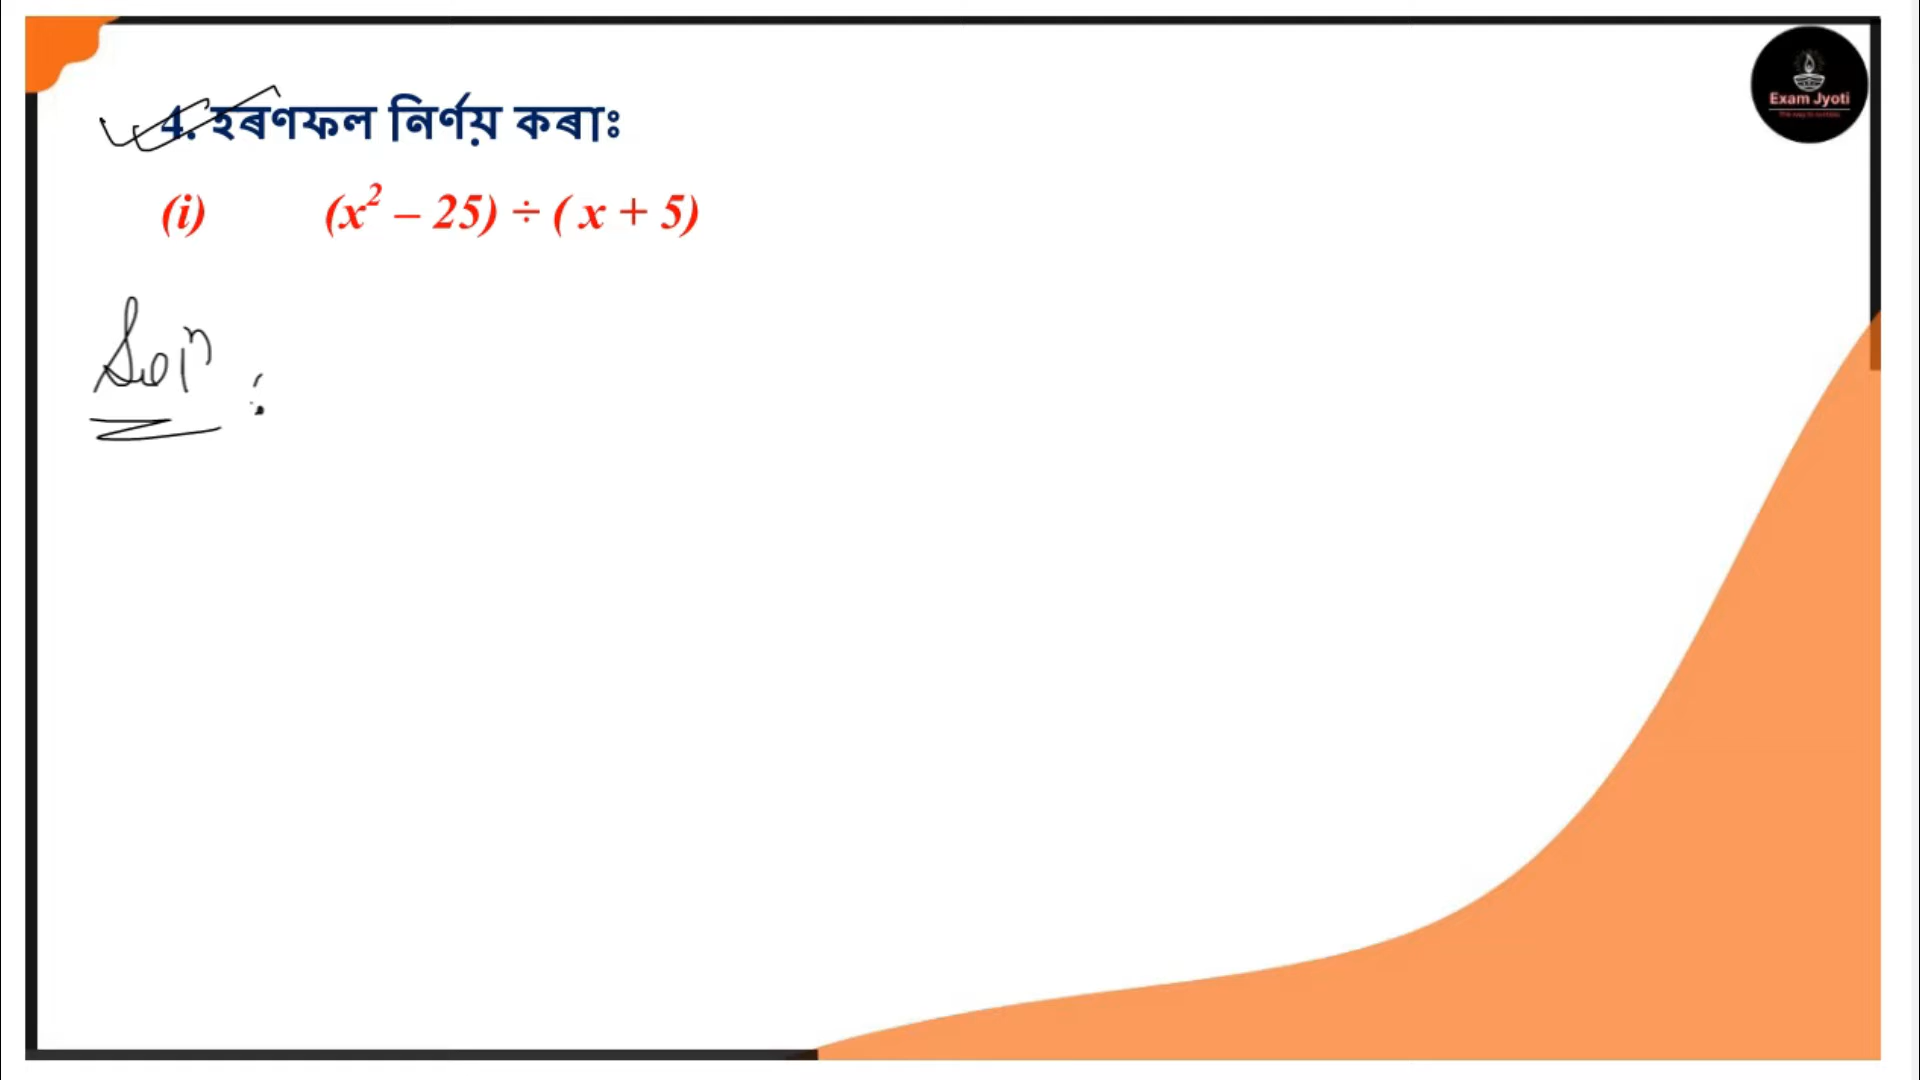 4. হৰণফল নিৰ্ণয় কৰাঃ
(i) (x² – 25) ÷ ( x + 5)
Solⁿ :
Exam Jyoti